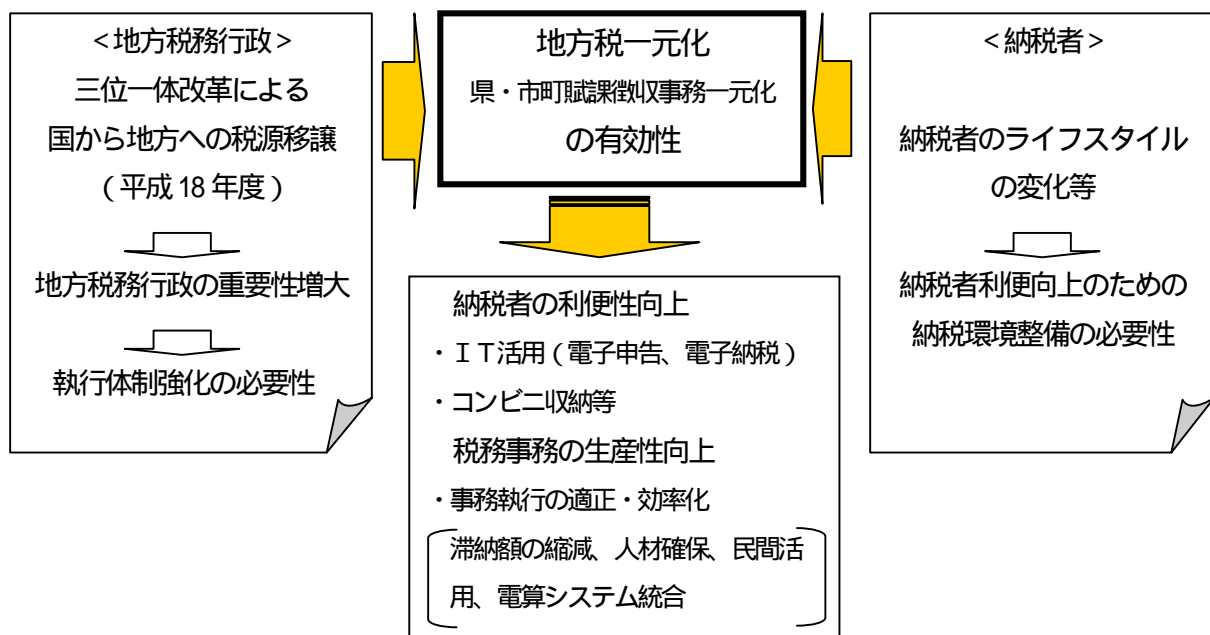 <地方税務行政>
三位一体改革による
国から地方への税源移譲
(平成 18 年度)
地方税務行政の重要性増大
執行体制強化の必要性
地方税一元化
県・市町賦課徴収事務一元化
の有効性
納税者の利便性向上
・ＩＴ活用(電子申告、電子納税)
・コンビニ収納等
税務事務の生産性向上
・事務執行の適正・効率化
滞納額の縮減、人材確保、民間活
用、電算システム統合
<納税者>
納税者のライフスタイル
の変化等
納税者利便向上のための
納税環境整備の必要性